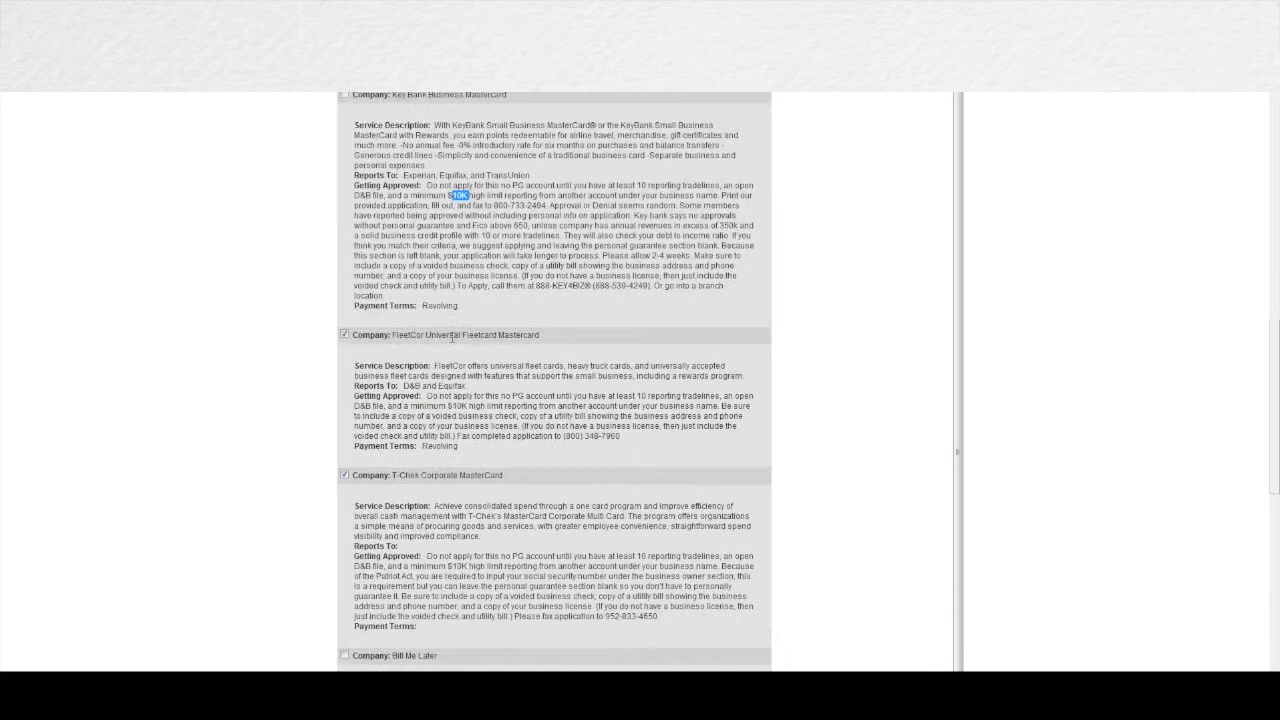 Company: Key Bank Business Mastercard
Service Description: With KeyBank Small Business MasterCard® or the KeyBank Small Business
MasterCard with Rewards, you earn points redeemable for airline travel, merchandise, gift certificates and
much more. -No annual fee -0% introductory rate for six months on purchases and balance transfers -
Generous credit lines -Simplicity and convenience of a traditional business card -Separate business and
personal expenses.
Reports To: Experian, Equifax, and TransUnion.
Getting Approved: Do not apply for this no PG account until you have at least 10 reporting tradelines, an open
D&B file, and a minimum $10K high limit reporting from another account under your business name. Print our
provided application, fill out, and fax to 800-733-2494. Approval or Denial seems random. Some members
have reported being approved without including personal info on application. Key bank says no approvals
without personal guarantee and Fico above 650, unless company has annual revenues in excess of 350k and
a solid business credit profile with 10 or more tradelines. They will also check your debt to income ratio. If you
think you match their criteria, we suggest applying and leaving the personal guarantee section blank. Because
this section is left blank, your application will take longer to process. Please allow 2-4 weeks. Make sure to
include a copy of a voided business check, copy of a utility bill showing the business address and phone
number, and a copy of your business license. (If you do not have a business license, then just include the
voided check and utility bill.) To Apply, call them at 888-KEY4BIZ® (888-539-4249). Or go into a branch
location.
Payment Terms: Revolving
Company: FleetCor Universal Fleetcard Mastercard
Service Description: FleetCor offers universal fleet cards, heavy truck cards, and universally accepted
business fleet cards designed with features that support the small business, including a rewards program.
Reports To: D&B and Equifax
Getting Approved: Do not apply for this no PG account until you have at least 10 reporting tradelines, an open
D&B file, and a minimum $10K high limit reporting from another account under your business name. Be sure
to include a copy of a voided business check, copy of a utility bill showing the business address and phone
number, and a copy of your business license. (If you do not have a business license, then just include the
voided check and utility bill.) Fax completed application to (800) 348-7960
Payment Terms: Revolving
Company: T-Chek Corporate MasterCard
Service Description: Achieve consolidated spend through a one card program and improve efficiency of
overall cash management with T-Chek's MasterCard Corporate Multi Card. The program offers organizations
a simple means of procuring goods and services, with greater employee convenience, straightforward spend
visibility and improved compliance.
Reports To:
Getting Approved: Do not apply for this no PG account until you have at least 10 reporting tradelines, an open
D&B file, and a minimum $10K high limit reporting from another account under your business name. Because
of the Patriot Act, you are required to input your social security number under the business owner section, this
is a requirement but you can leave the personal guarantee section blank so you don't have to personally
guarantee it. Be sure to include a copy of a voided business check, copy of a utility bill showing the business
address and phone number, and a copy of your business license. (If you do not have a business license, then
just include the voided check and utility bill.) Please fax application to 952-833-4650.
Payment Terms:
Company: Bill Me Later